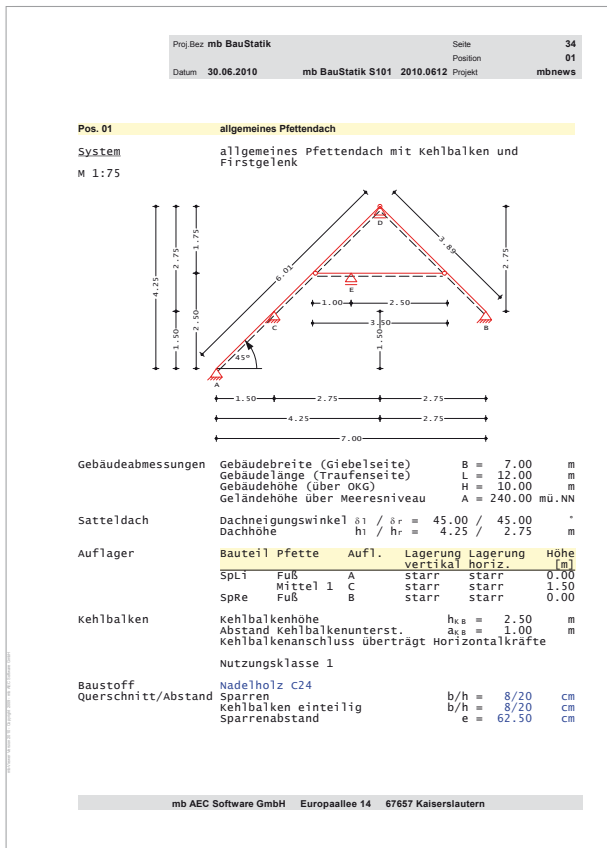 Proj.Bez mb BauStatik Seite 34
Position 01
Datum 30.06.2010 mb BauStatik S101 2010.0612 Projekt mbnews
Pos. 01 allgemeines Pfettendach
System allgemeines Pfettendach mit Kehlbalken und
Firstgelenk
M 1:75
4.25
2.75
1.50
1.75
2.50
6.01
3.89
2.75
D
E
1.00 2.50
3.50
C
B
1.50
45°
A
1.50 2.75 2.75
4.25 2.75
7.00
Gebäudeabmessungen Gebäudebreite (Giebelseite) B = 7.00 m
Gebäudelänge (Traufenseite) L = 12.00 m
Gebäudehöhe (über OKG) H = 10.00 m
Geländehöhe über Meeresniveau A = 240.00 mü.NN
Satteldach Dachneigungswinkel δl / δr = 45.00 / 45.00 °
Dachhöhe hl / hr = 4.25 / 2.75 m
Auflager Bauteil Pfette Aufl. Lagerung Lagerung Höhe
vertikal horiz. [m]
SpLi Fuß A starr starr 0.00
Mittel 1 C starr starr 1.50
SpRe Fuß B starr starr 0.00
Kehlbalken Kehlbalkenhöhe hKB = 2.50 m
Abstand Kehlbalkenunterst. aKB = 1.00 m
Kehlbalkenanschluss überträgt Horizontalkräfte
Nutzungsklasse 1
Baustoff Nadelholz C24
Querschnitt/Abstand Sparren b/h = 8/20 cm
Kehlbalken einteilig b/h = 8/20 cm
Sparrenabstand e = 62.50 cm
mb AEC Software GmbH Europaallee 14 67657 Kaiserslautern